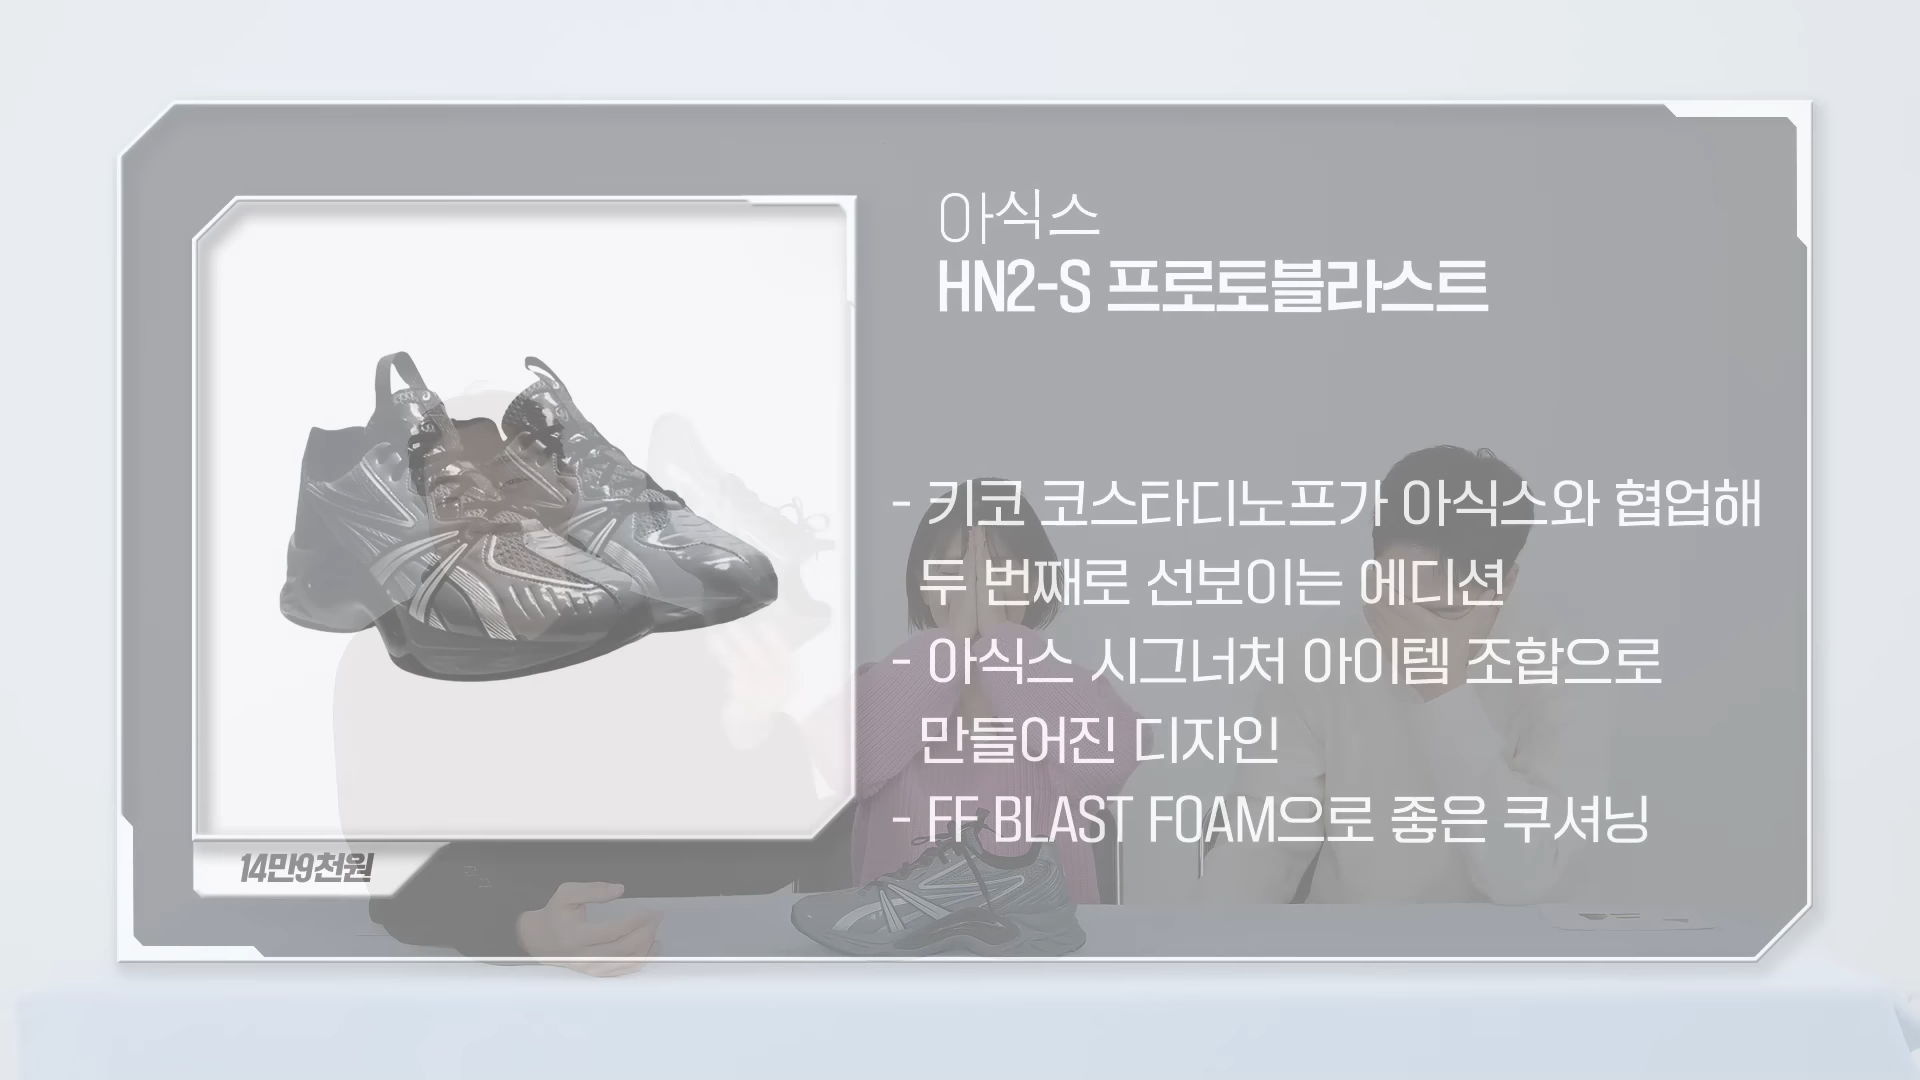 아식스
HN2-S 프로토블라스트
- 키코 코스타디노프가 아식스와 협업해
두 번째로 선보이는 에디션
- 아식스 시그너처 아이템 조합으로
만들어진 디자인
- FF BLAST FOAM으로 좋은 쿠셔닝
14만9천원